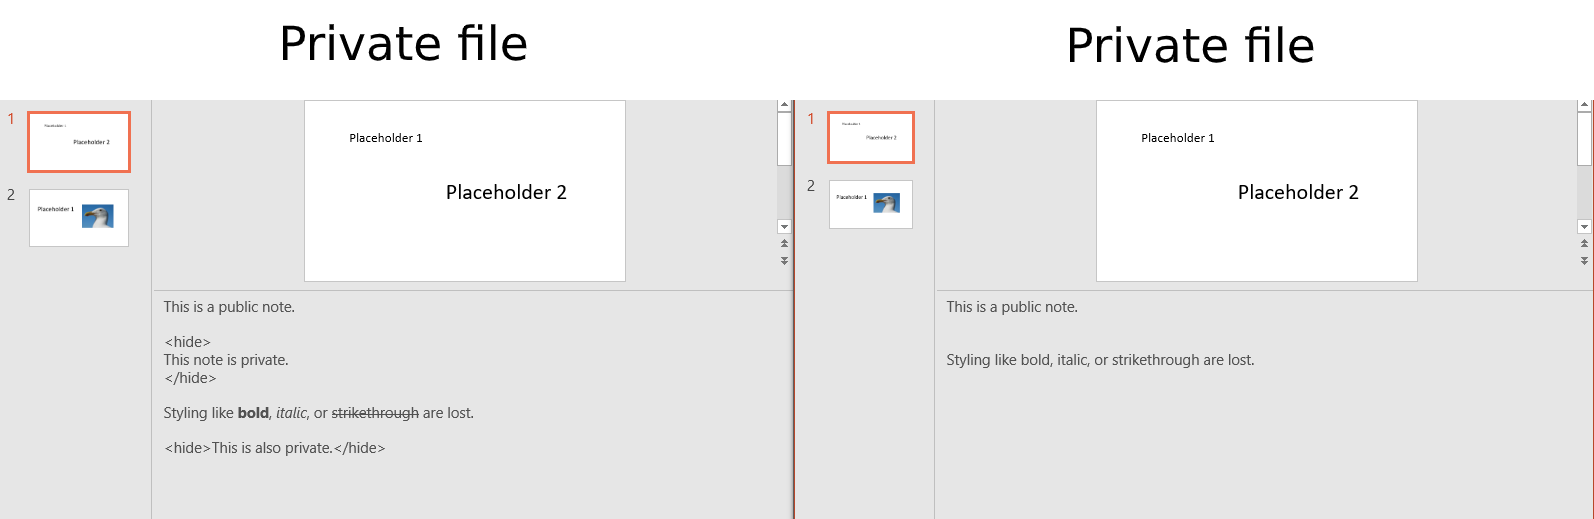 Private file
1
Placeholder 1
Placeholder 2
2
Placeholder 1
Placeholder 1
Placeholder 2
This is a public note.
<hide>
This note is private.
</hide>
Styling like bold, italic, or strikethrough are lost.
<hide>This is also private.</hide>
Private file
1
Placeholder 1
Placeholder 2
2
Placeholder 1
Placeholder 1
Placeholder 2
This is a public note.
Styling like bold, italic, or strikethrough are lost.